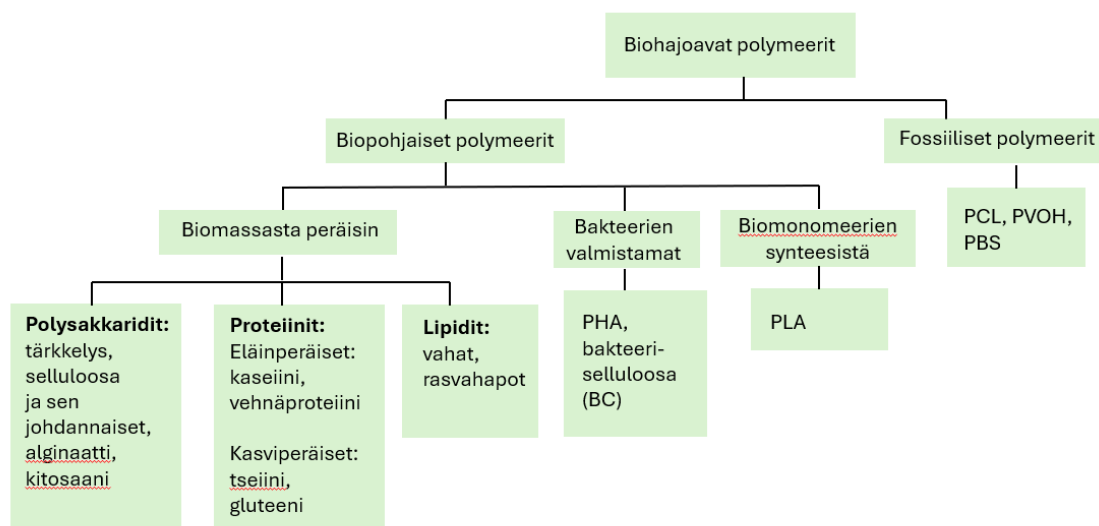 Biohajoavat polymeerit
Biopohjaiset polymeerit
Fossiiliset polymeerit
Biomassasta peräisin
Bakteerien
valmistamat
Biomonomeerien
synteesistä
PCL, PVOH,
PBS
Polysakkaridit:
tärkkelys,
selluloosa
ja sen
johdannaiset,
alginaatti,
kitosaani
Proteiinit:
Eläinperäiset:
kaseiini,
vehnäproteiini
Kasviperäiset:
tseiini,
gluteeni
Lipidit:
vahat,
rasvahapot
PHA,
bakteeri-
selluloosa
(BC)
PLA